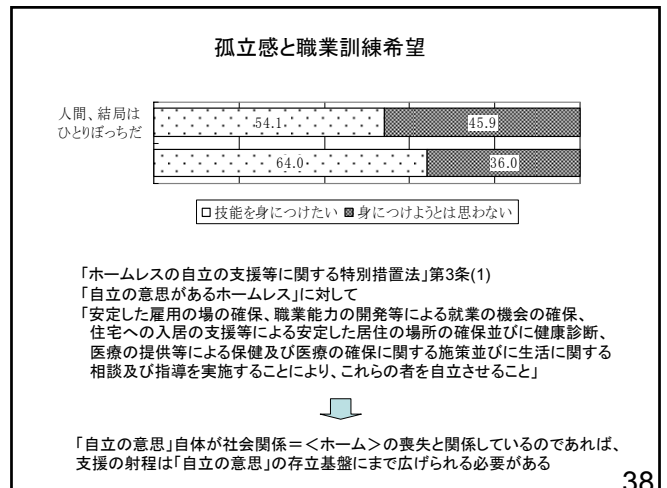 孤立感と職業訓練希望
人間、結局は
ひとりぼっちだ
54.1
45.9
64.0
36.0
技能を身につけたい 身につけようとは思わない
「ホームレスの自立の支援等に関する特別措置法」第3条(1)
「自立の意思があるホームレス」に対して
「安定した雇用の場の確保、職業能力の開発等による就業の機会の確保、
住宅への入居の支援等による安定した居住の場所の確保並びに健康診断、
医療の提供等による保健及び医療の確保に関する施策並びに生活に関する
相談及び指導を実施することにより、これらの者を自立させること」
「自立の意思」自体が社会関係=<ホーム>の喪失と関係しているのであれば、
支援の射程は「自立の意思」の存立基盤にまで広げられる必要がある
38